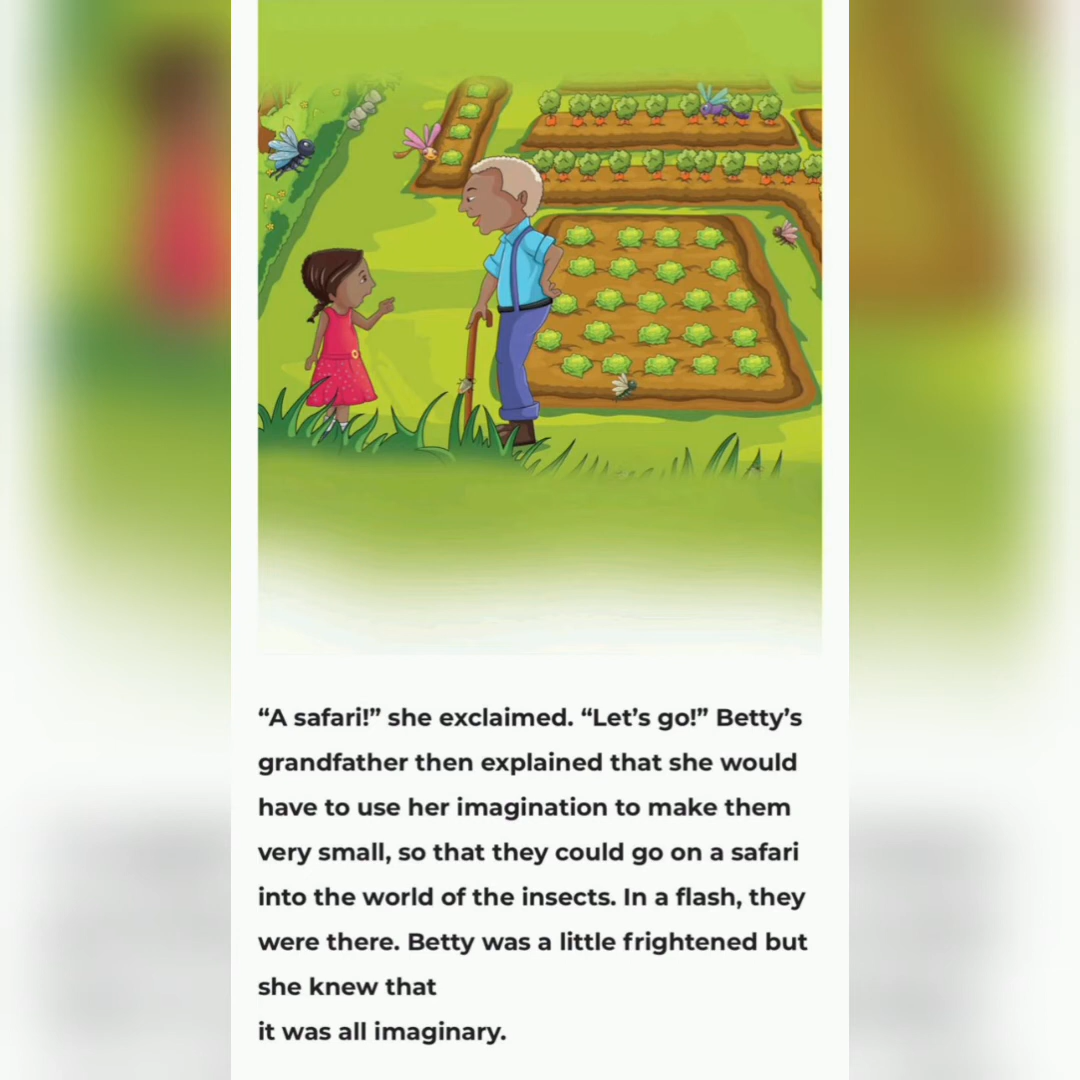 “A safari!” she exclaimed. “Let’s go!” Betty’s
grandfather then explained that she would
have to use her imagination to make them
very small, so that they could go on a safari
into the world of the insects. In a flash, they
were there. Betty was a little frightened but
she knew that
it was all imaginary.